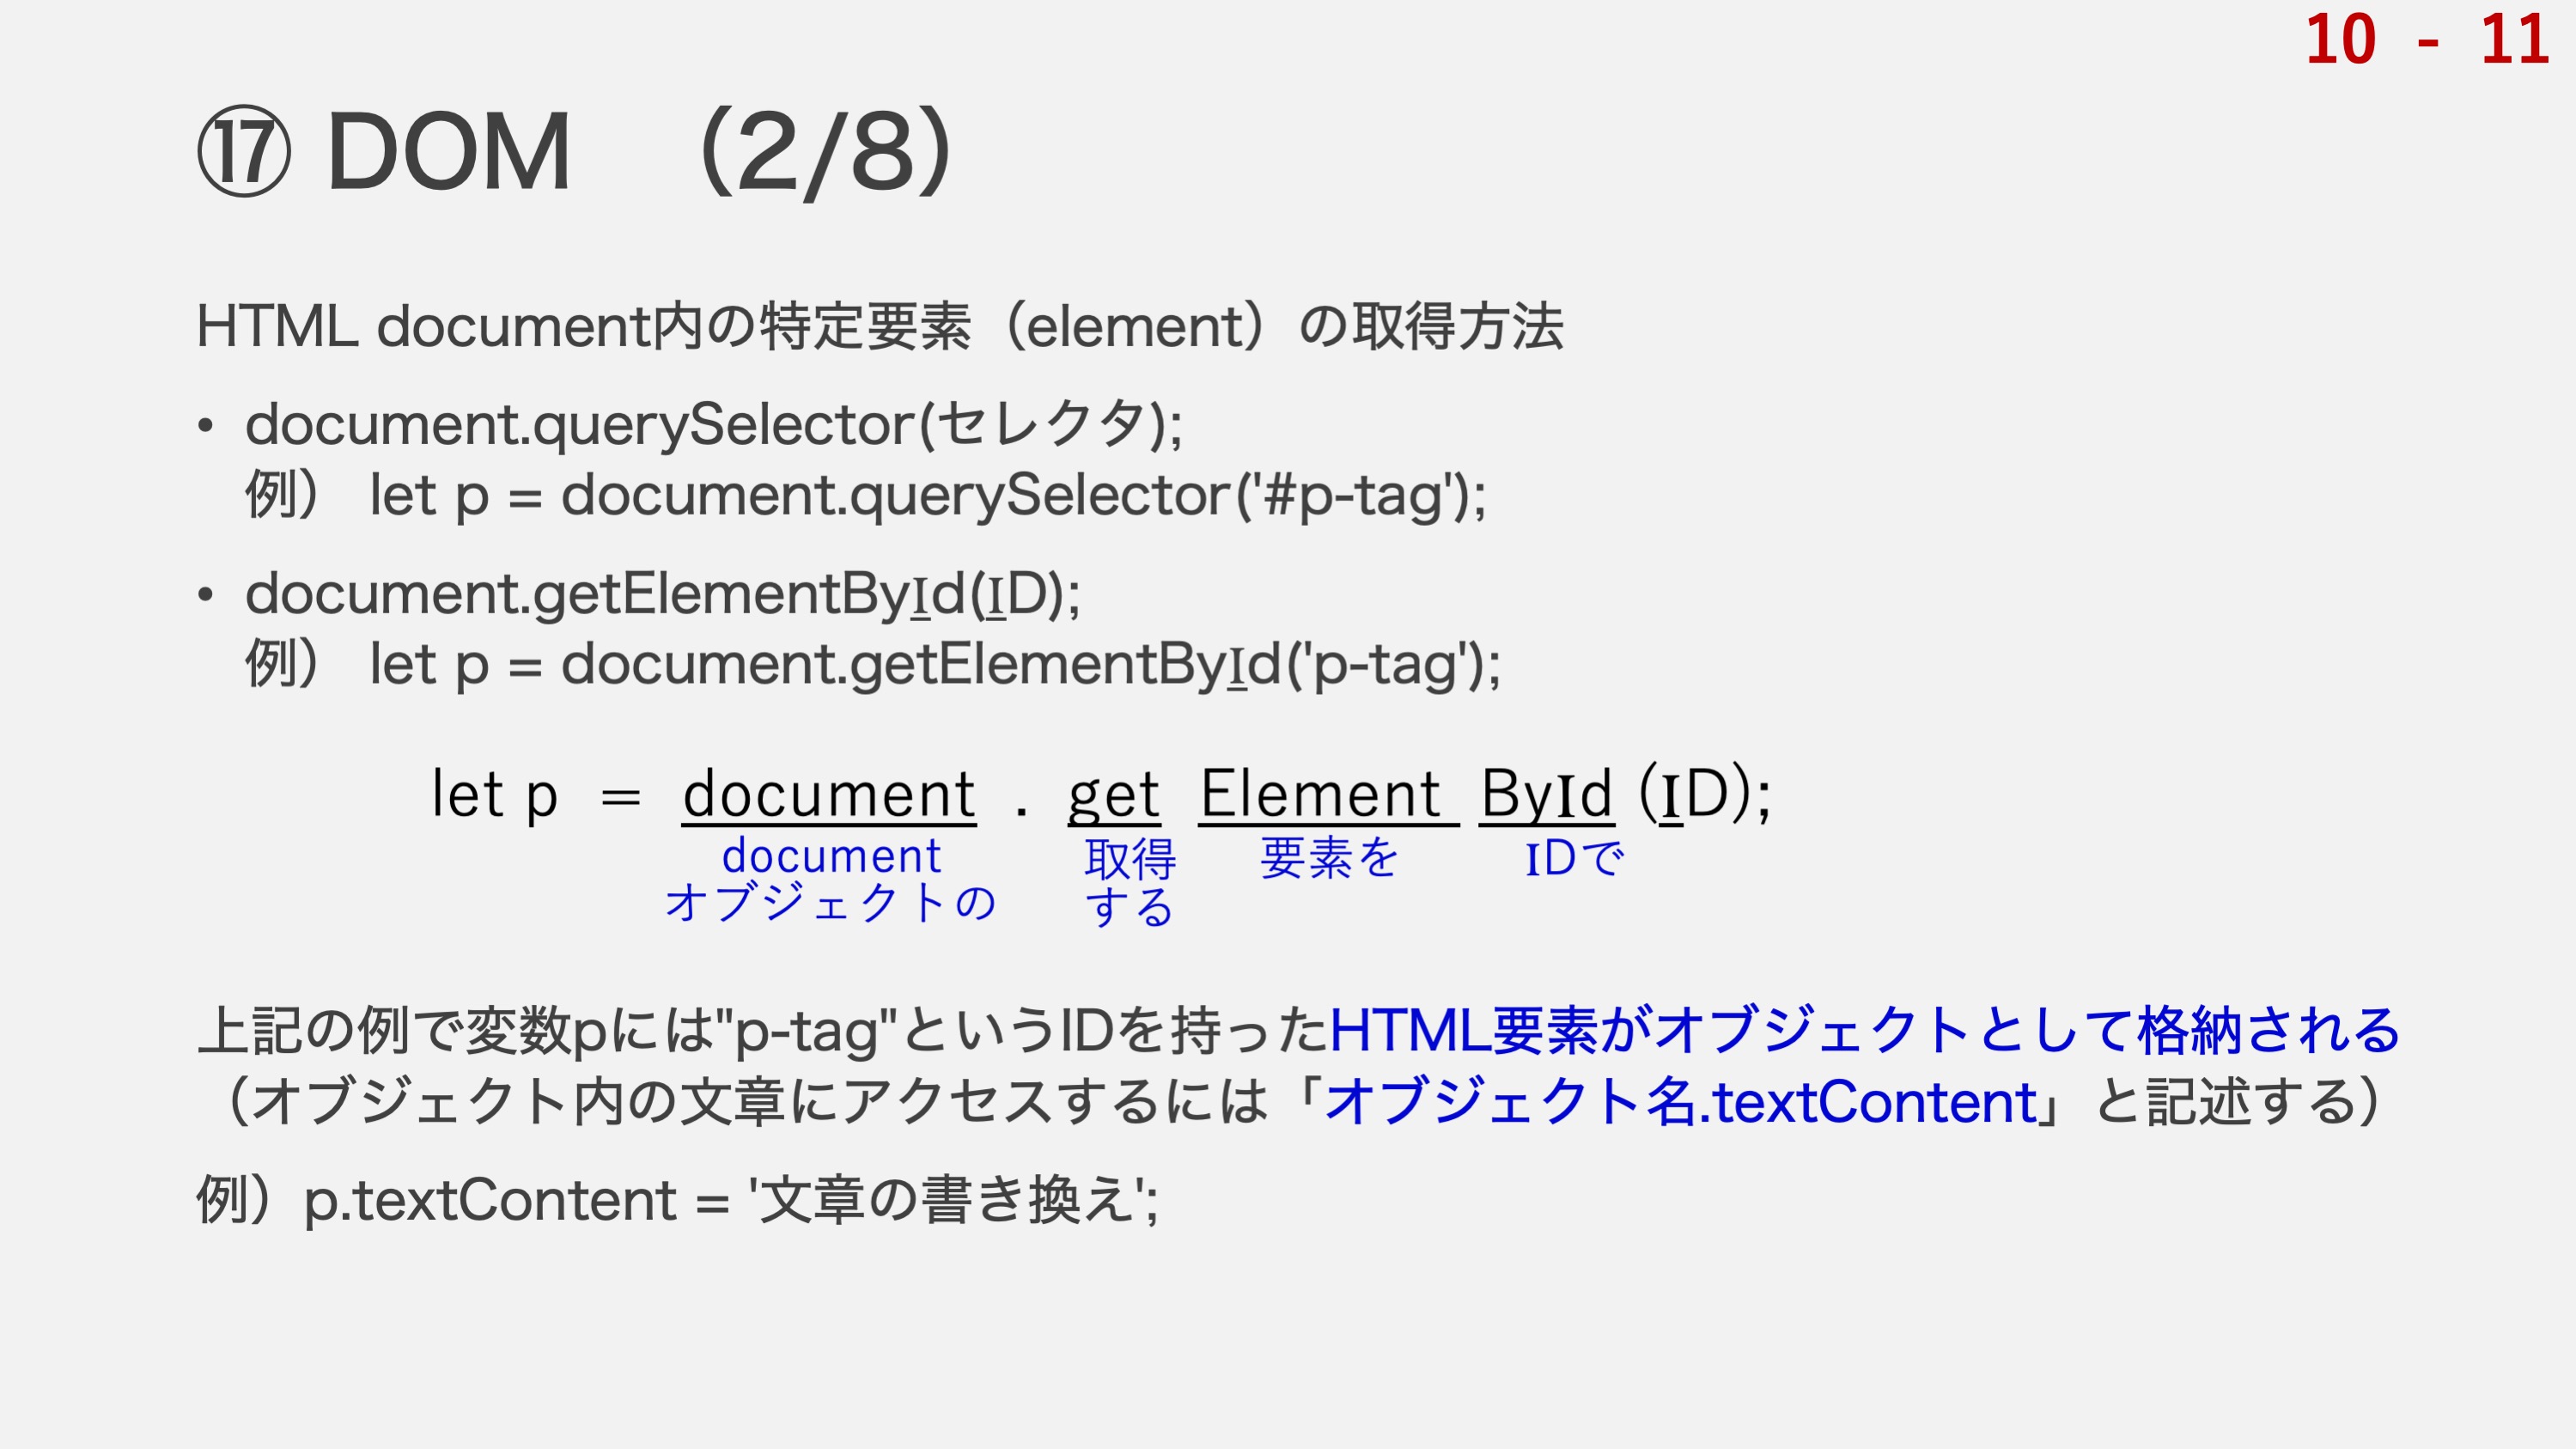 10 - 11
⑰ DOM （2/8）
HTML document内の特定要素（element）の取得方法
• document.querySelector(セレクタ);
例） let p = document.querySelector('#p-tag');
• document.getElementById(ID);
例） let p = document.getElementById('p-tag');
let p = document . get Element ById (ID);
document 取得 要素を IDで
オブジェクトの する
上記の例で変数pには"p-tag"というIDを持ったHTML要素がオブジェクトとして格納される
（オブジェクト内の文章にアクセスするには「オブジェクト名.textContent」と記述する）
例）p.textContent = '文章の書き換え';